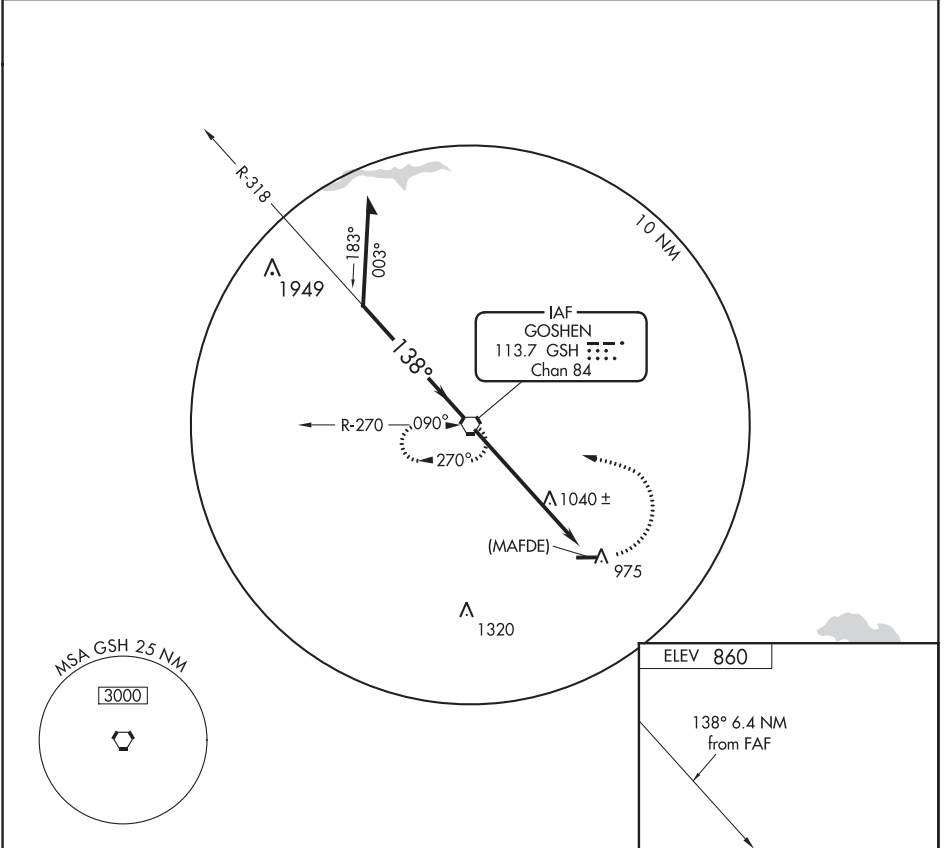 R-318
10 NM
183°
003°
1949
IAF
GOSHEN
113.7 GSH
Chan 84
138°
R-270
090°
270°
1040 ±
(MAFDE)
975
1320
MSA GSH 25 NM
3000
ELEV 860
138° 6.4 NM
from FAF